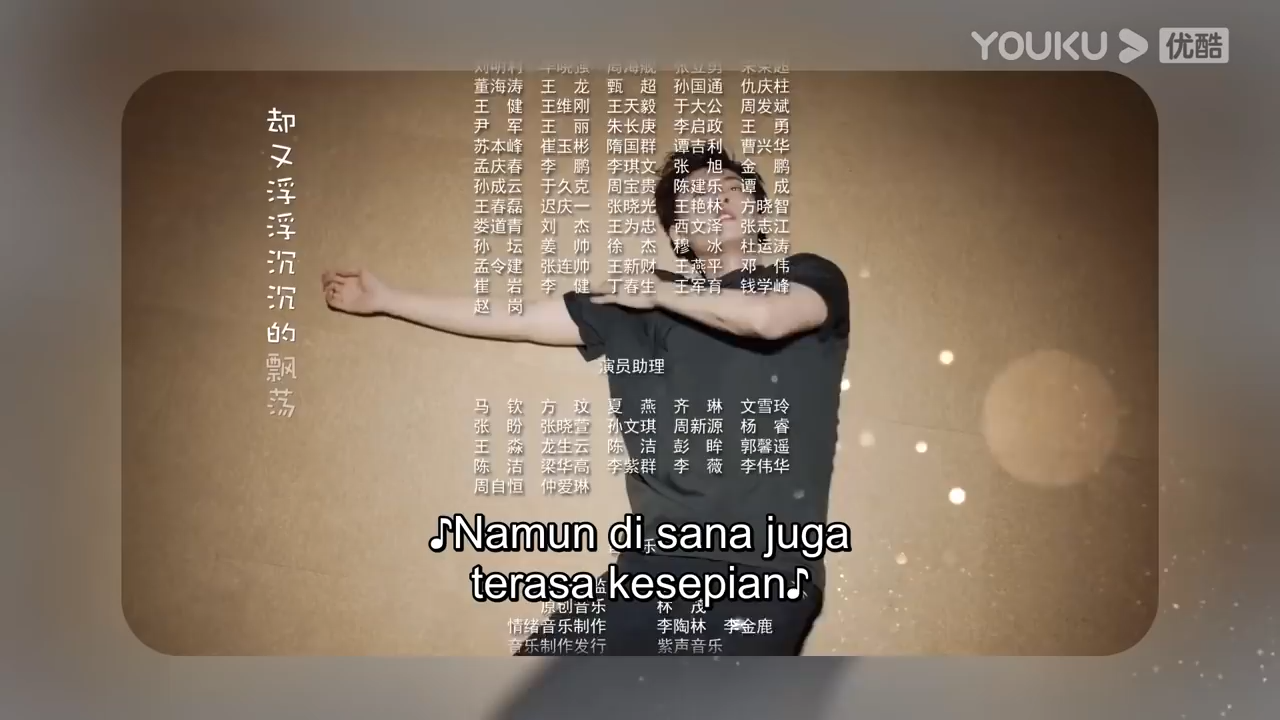 YOUKU 优酷
却又浮浮沉沉的飘荡
董海涛 王 龙 甄 超 孙国通 仇庆柱
王 健 王维刚 王天毅 于大公 周发斌
尹 军 王 丽 朱长庚 李启政 王 勇
苏本峰 崔玉彬 隋国群 谭吉利 曹兴华
孟庆春 李 鹏 李琪文 张 旭 金 鹏
孙成云 于久克 周宝贵 陈建乐 谭 成
王春磊 迟庆一 张晓光 王艳林 方晓智
娄道青 刘 杰 王为忠 西文泽 张志江
孙 坛 姜 帅 徐 杰 穆 冰 杜运涛
孟令建 张连帅 王新财 王燕平 邓 伟
崔 岩 李 健 丁春生 王军育 钱学峰
赵 岗
演员助理
马 钦 方 玟 夏 燕 齐 琳 文雪玲
张 盼 张晓萱 孙文琪 周新源 杨 睿
王 淼 龙生云 陈 洁 彭 眸 郭馨遥
陈 洁 梁华高 李紫群 李 薇 李伟华
周自恒 仲爱琳
♪Namun di sana juga
terasa kesepian♪
原创音乐 林 茂
情绪音乐制作 李陶林 李金鹿
音乐制作发行 紫声音乐